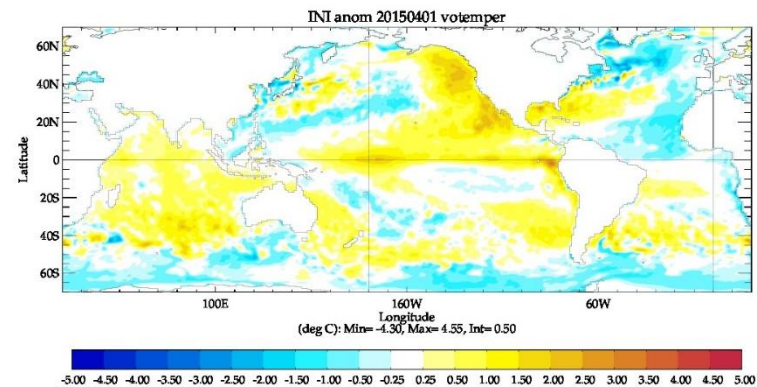 INI anom 20150401 votemper
60N
40N
20N
0
20S
40S
60S
Latitude
100E
160W
60W
Longitude
(deg C): Min= -4.30, Max= 4.55, Int= 0.50
-5.00 -4.50 -4.00 -3.50 -3.00 -2.50 -2.00 -1.50 -1.00 -0.50 -0.25 0.25 0.50 1.00 1.50 2.00 2.50 3.00 3.50 4.00 4.50 5.00